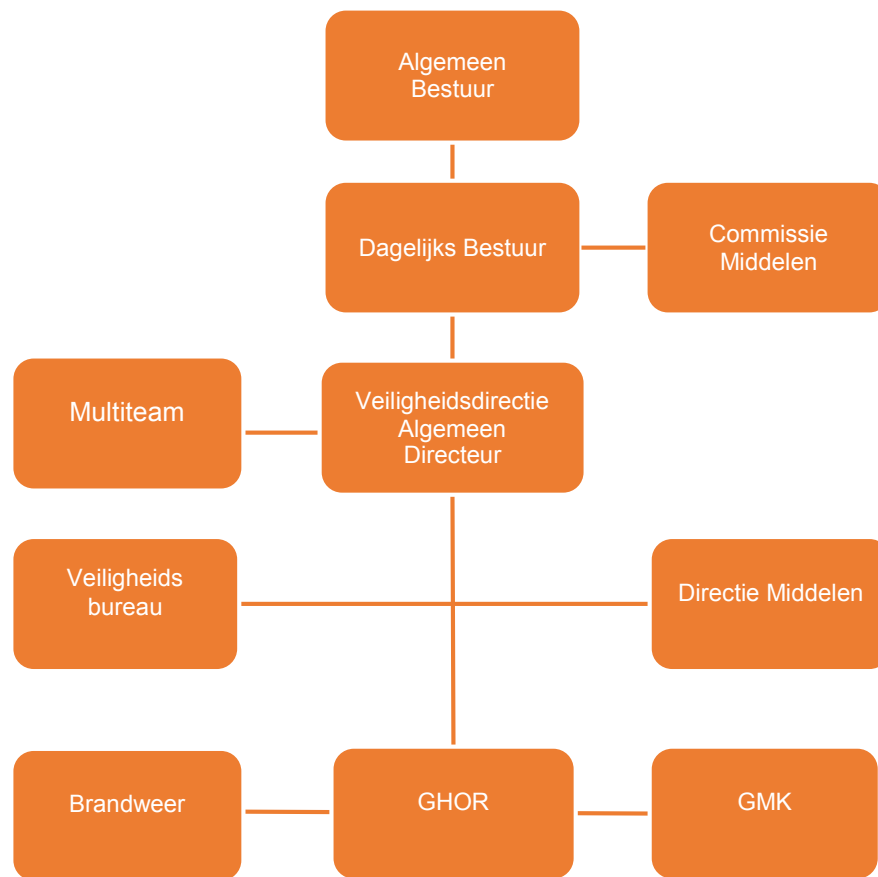 Algemeen
Bestuur
Dagelijks Bestuur
Commissie
Middelen
Multiteam
Veiligheidsdirectie
Algemeen
Directeur
Veiligheids
bureau
Directie Middelen
Brandweer
GHOR
GMK